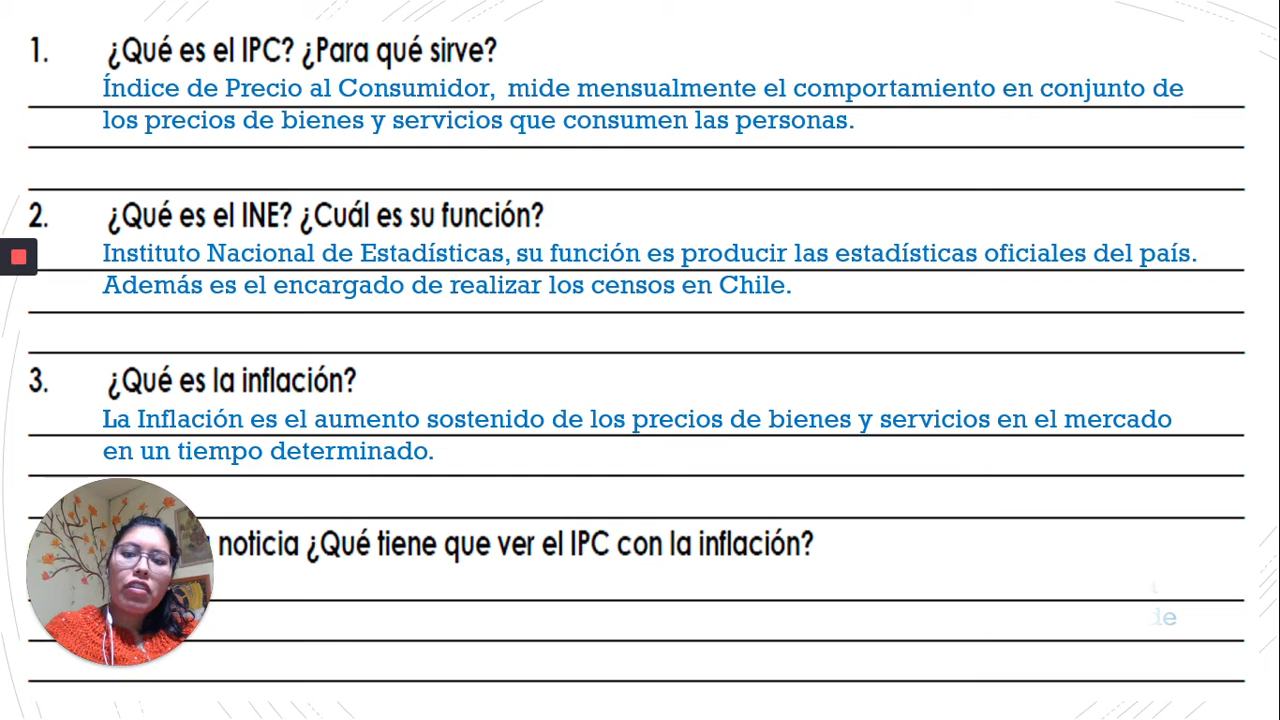 1. ¿Qué es el IPC? ¿Para qué sirve?
Índice de Precio al Consumidor, mide mensualmente el comportamiento en conjunto de
los precios de bienes y servicios que consumen las personas.
2. ¿Qué es el INE? ¿Cuál es su función?
Instituto Nacional de Estadísticas, su función es producir las estadísticas oficiales del país.
Además es el encargado de realizar los censos en Chile.
3. ¿Qué es la inflación?
La Inflación es el aumento sostenido de los precios de bienes y servicios en el mercado
en un tiempo determinado.
noticia ¿Qué tiene que ver el IPC con la inflación?
de